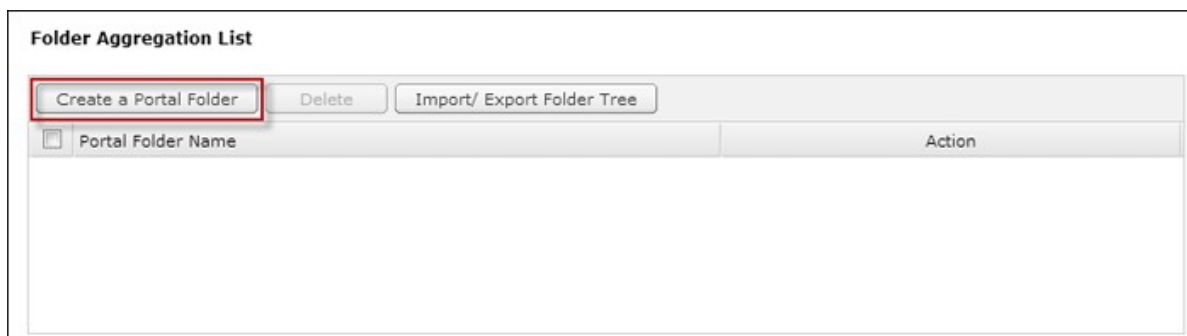 Folder Aggregation List
Create a Portal Folder Delete Import/ Export Folder Tree
Portal Folder Name Action